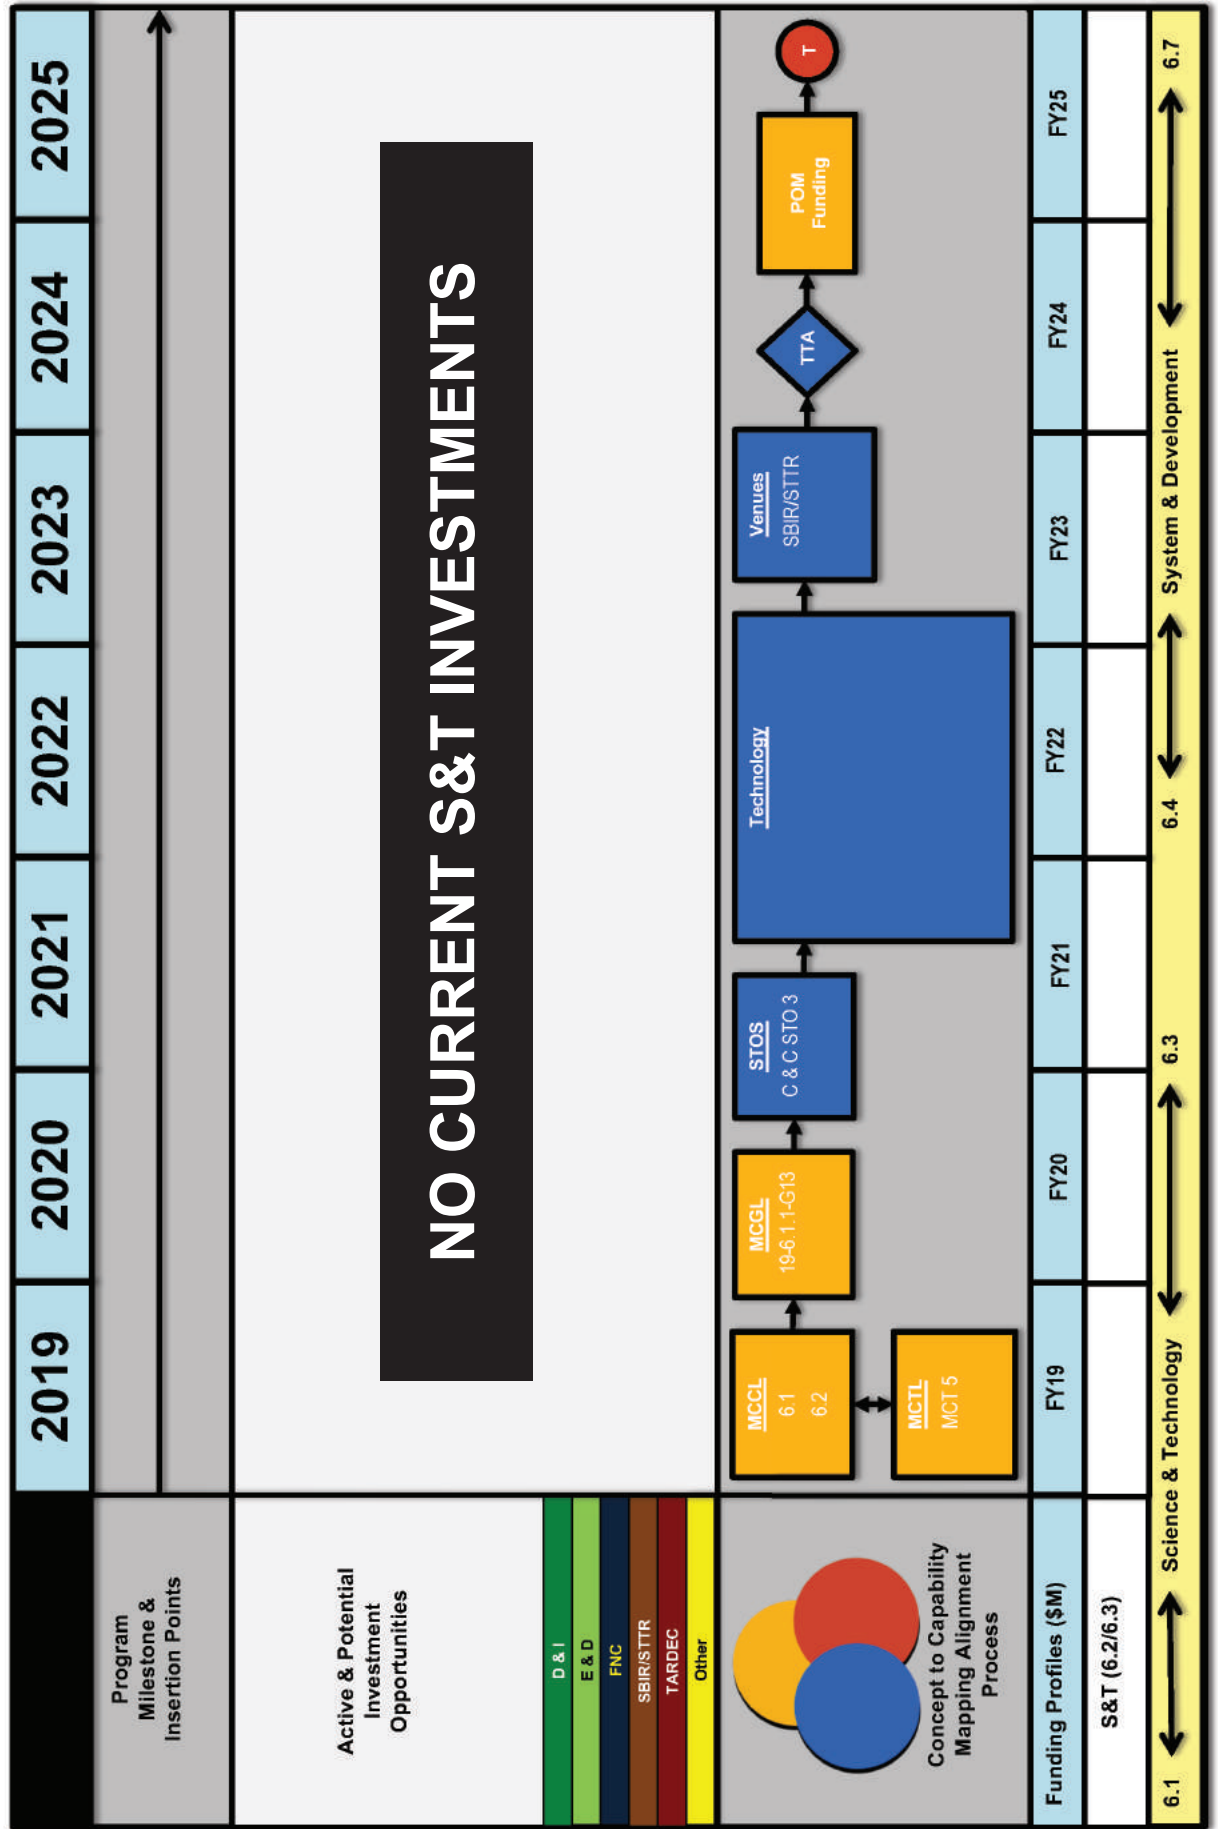 2019
2020
2021
2022
2023
2024
2025
Program
Milestone &
Insertion Points
Active & Potential
Investment
Opportunities
D & I
E & D
FNC
SBIR/STTR
TARDEC
Other
NO CURRENT S&T INVESTMENTS
Concept to Capability
Mapping Alignment
Process
MCCL
6.1
6.2
MCTL
MCT 5
MCGL
19-6.1.1-G13
STOS
C & C STO 3
Technology
Venues
SBIR/STTR
TTA
POM
Funding
T
Funding Profiles ($M)
FY19
FY20
FY21
FY22
FY23
FY24
FY25
S&T (6.2/6.3)
6.1
Science & Technology
6.3
6.4
System & Development
6.7